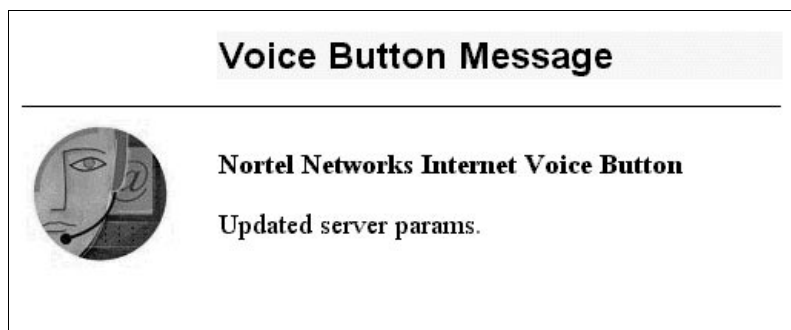 Voice Button Message
Nortel Networks Internet Voice Button
Updated server params.
@